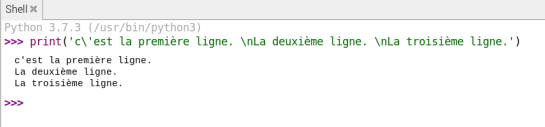 Shell ✖
Python 3.7.3 (/usr/bin/python3)
>>> print('c\'est la première ligne. \nLa deuxième ligne. \nLa troisième ligne.')
c'est la première ligne.
La deuxième ligne.
La troisième ligne.
>>>